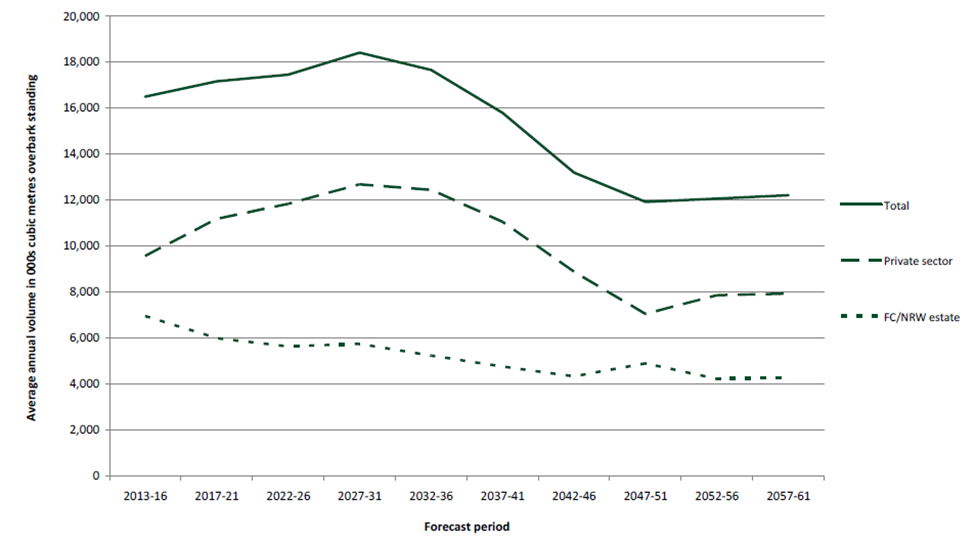 20,000
18,000
16,000
14,000
12,000
10,000
8,000
6,000
4,000
2,000
0
Average annual volume in 000s cubic metres overbark standing
2013-16 2017-21 2022-26 2027-31 2032-36 2037-41 2042-46 2047-51 2052-56 2057-61
Forecast period
Total
Private sector
FC/NRW estate